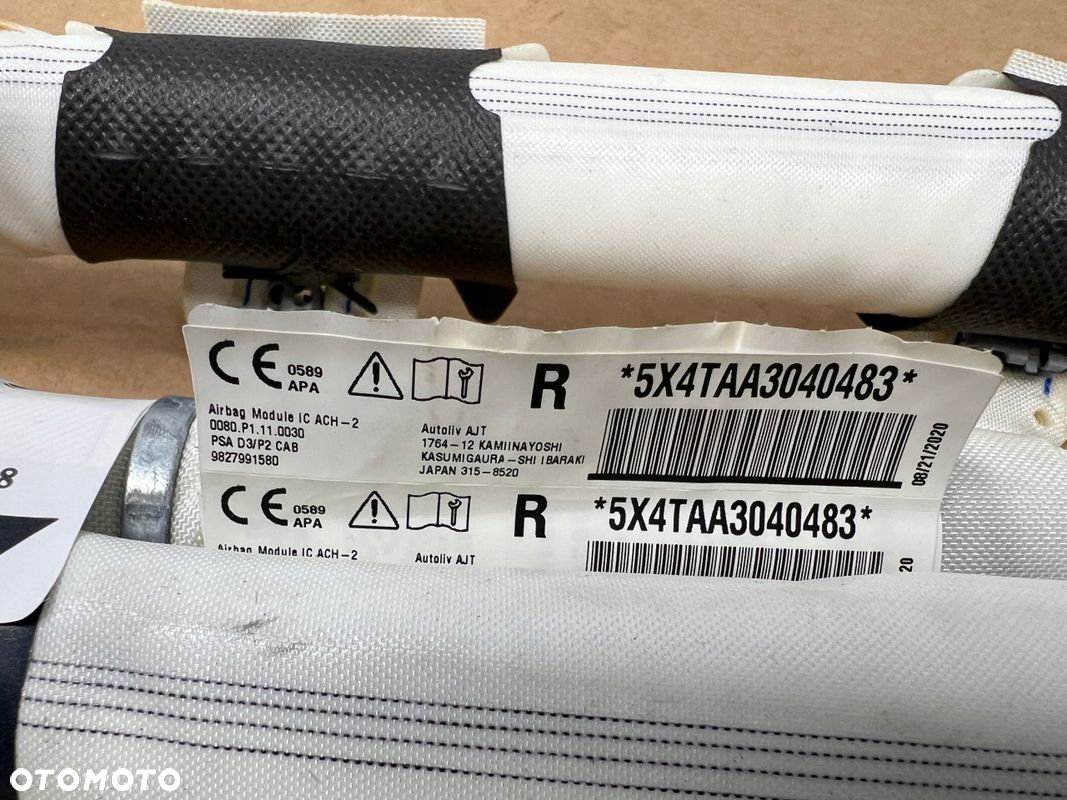 CE 0589
APA
R
*5X4TAA3040483*
Airbag Module IC ACH-2
0080.P1.11.0030
PSA D3/P2 CAB
9827991580
Autoliv AJT
1764-12 KAMIINAYOSHI
KASUMIGAURA-SHI IBARAKI
JAPAN 315-8520
08/21/2020
CE 0589
APA
R
*5X4TAA3040483*
Airbag Module IC ACH-2
Autoliv AJT
20
8
OTOMOTO